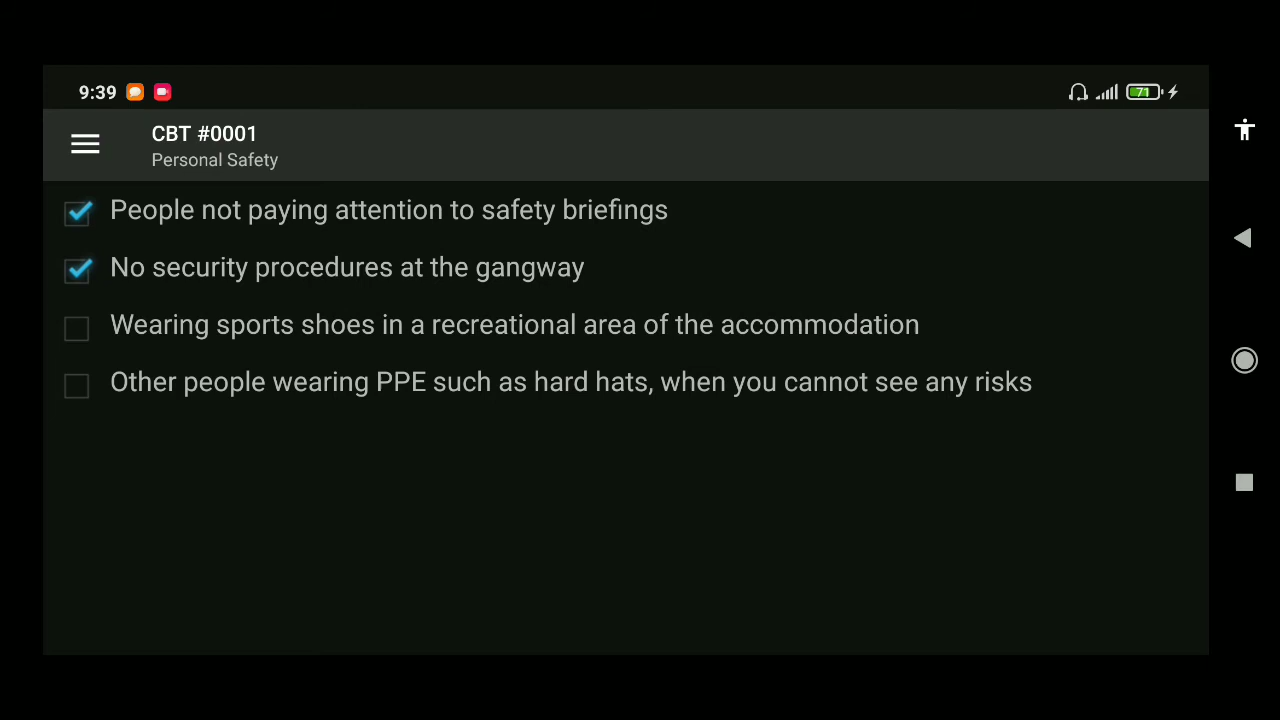 9:39
71
CBT #0001
Personal Safety
People not paying attention to safety briefings
No security procedures at the gangway
Wearing sports shoes in a recreational area of the accommodation
Other people wearing PPE such as hard hats, when you cannot see any risks